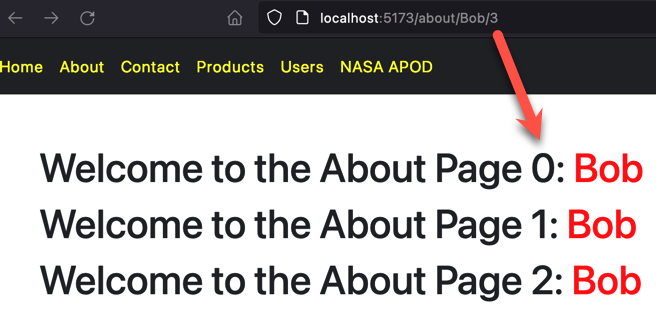 localhost:5173/about/Bob/3
Home About Contact Products Users NASA APOD
Welcome to the About Page 0: Bob
Welcome to the About Page 1: Bob
Welcome to the About Page 2: Bob